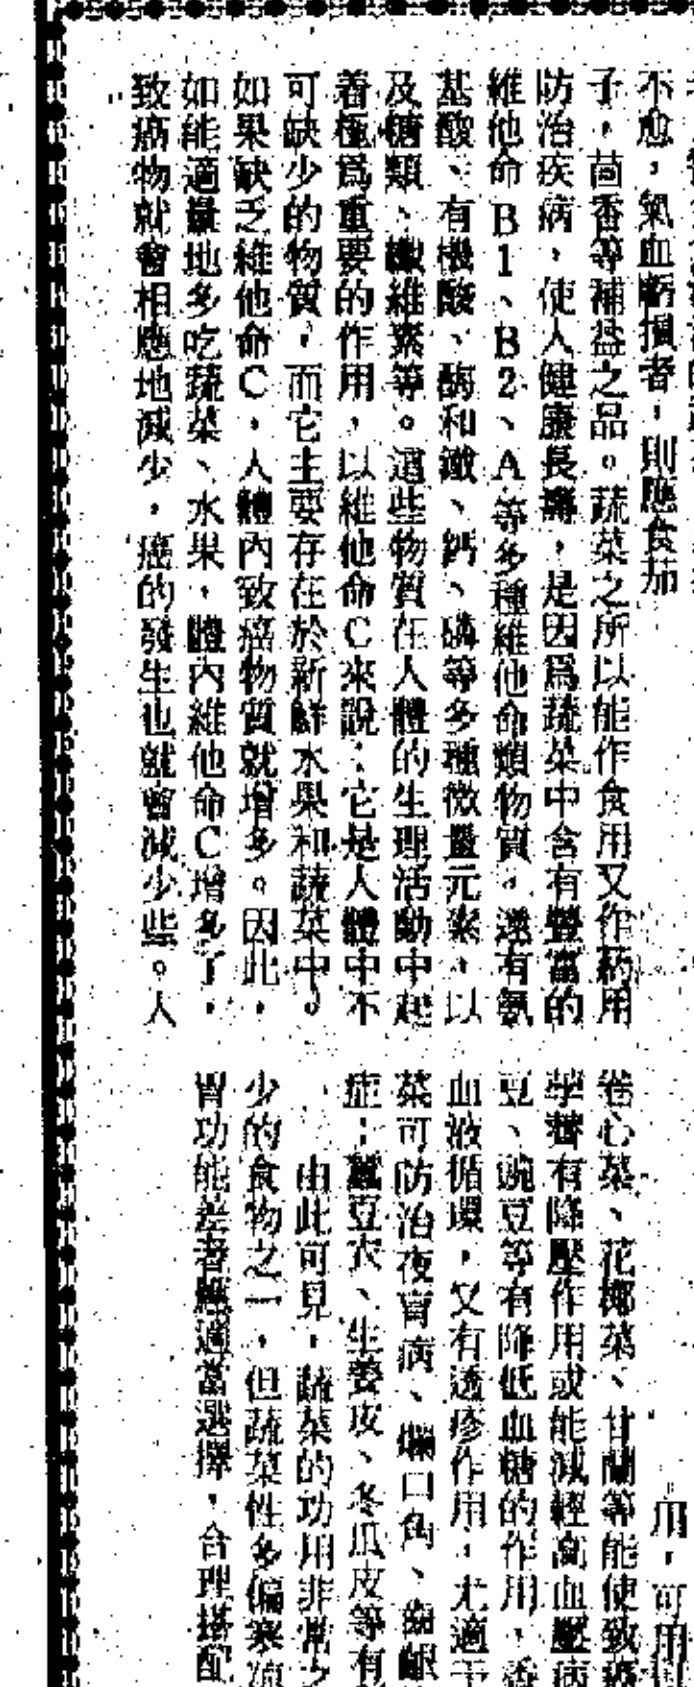 不愈，氣血虧損者，則應食茄
子，茴香等補益之品。蔬菜之所以能作食用又作葯用
防治疾病，使人健康長壽，是因爲蔬菜中含有豐富的
維他命B1、B2、A等多種維他命類物質。還有氨
基酸、有機酸、酶和鐵、鈣、磷等多種微量元素，以
及糖類、纖維素等。這些物質在人體的生理活動中起
着極爲重要的作用，以維他命C來說：它是人體中不
可缺少的物質，而它主要存在於新鮮水果和蔬菜中。
如果缺乏維他命C，人體內致癌物質就增多。因此，
如能適量地多吃蔬菜、水果，體內維他命C增多了，
致癌物就會相應地減少，癌的發生也就會減少些。人
用，可用
卷心菜、花椰菜、甘蘭等能使致癌
荸薺有降壓作用或能減輕高血壓病
豆、豌豆等有降低血糖的作用，香
血液循環，又有透疹作用，尤適于
菜可防治夜盲病、爛口角、齒齦
症；蠶豆衣、生薑皮、冬瓜皮等有
由此可見，蔬菜的功用非常之
少的食物之一，但蔬菜性多偏寒涼
胃功能差者應適當選擇，合理搭配